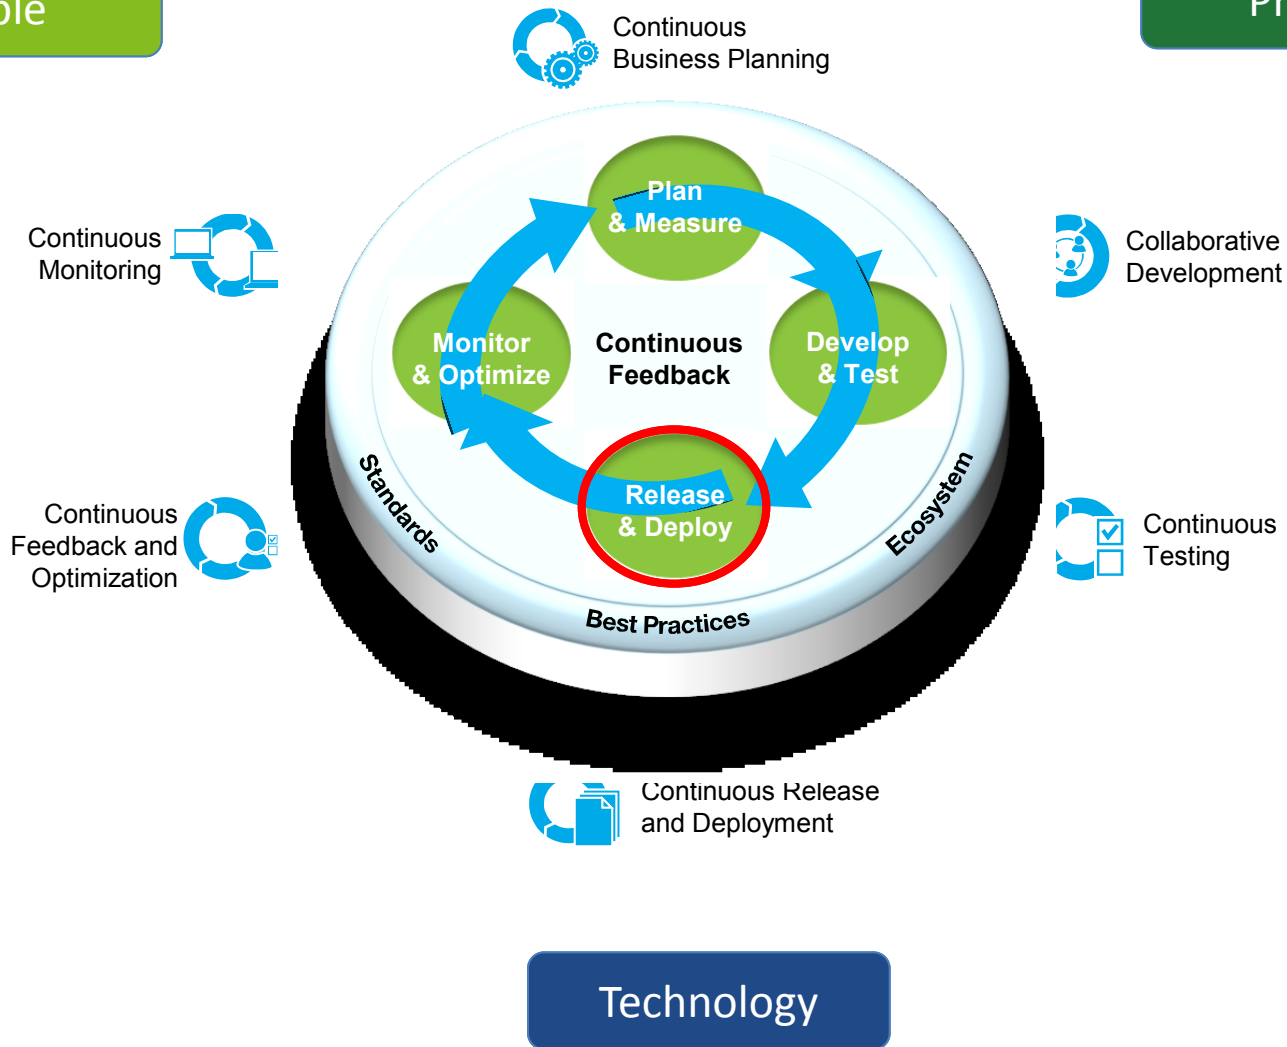 Continuous
Business Planning
Plan
& Measure
Continuous
Monitoring
Collaborative
Development
Monitor
& Optimize
Continuous
Feedback
Develop
& Test
Release
& Deploy
Standards
Ecosystem
Best Practices
Continuous
Feedback and
Optimization
Continuous
Testing
Continuous Release
and Deployment
Technology